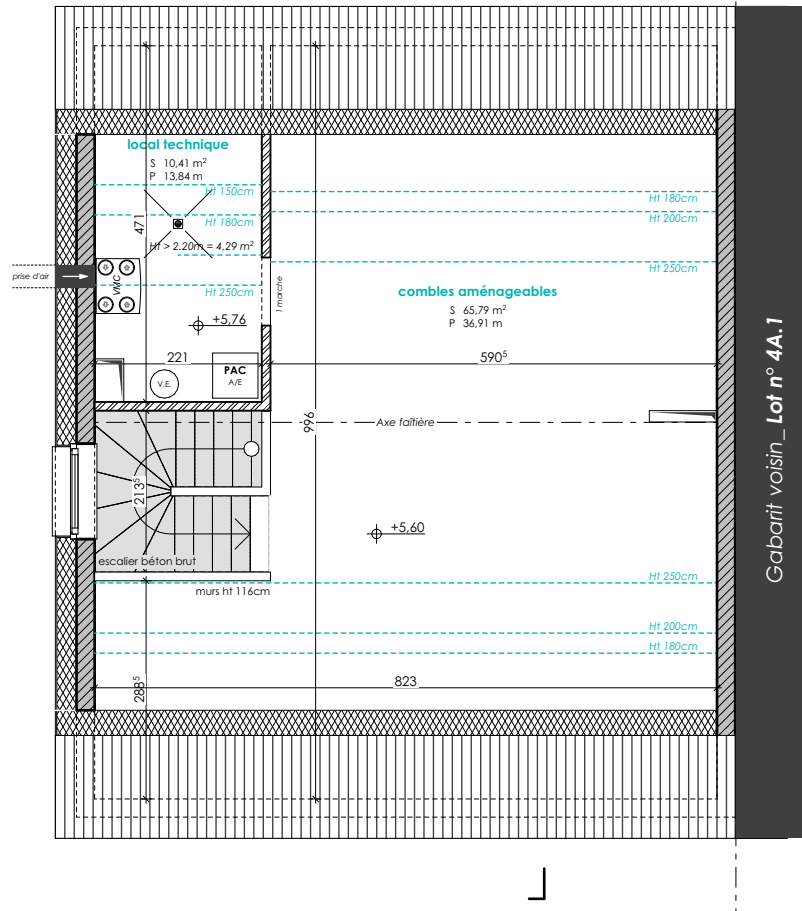 local technique
S 10,41 m²
P 13,84 m
Ht 150cm
Ht 180cm
Ht 180cm
Ht 200cm
471
Ht > 2.20m = 4,29 m²
Ht 250cm
prise d'air
VMC
Ht 250cm
1 marche
combles aménageables
S 65,79 m²
P 36,91 m
+5,76
221
590⁵
PAC
A/E
V.E.
996
Axe faîtière
213⁵
+5,60
escalier béton brut
murs ht 116cm
Ht 250cm
Ht 200cm
Ht 180cm
288⁵
823
Gabarit voisin_ Lot n° 4A.1